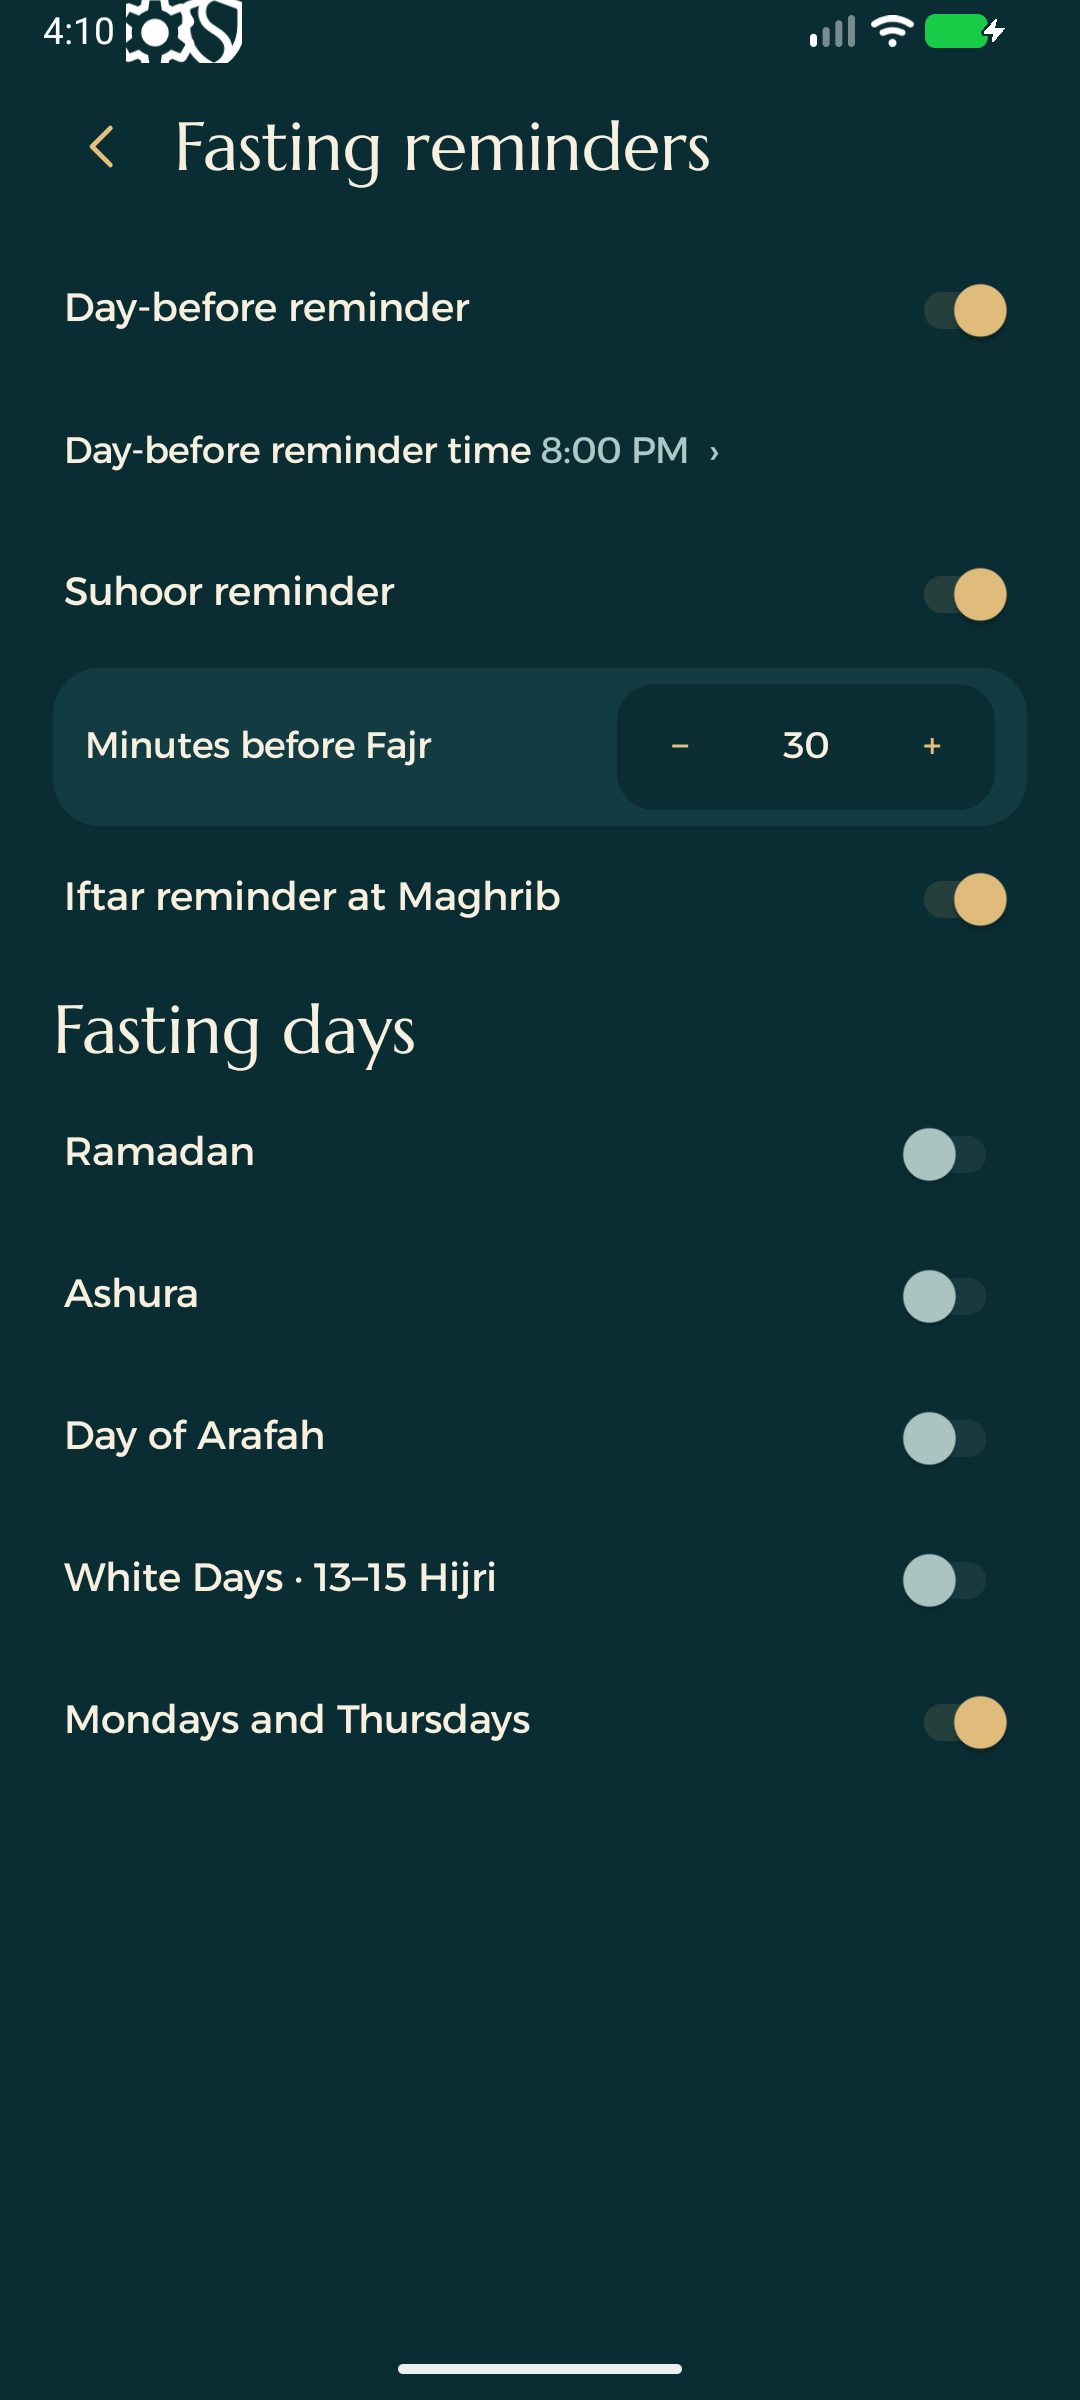 4:10
Fasting reminders
Day-before reminder
Day-before reminder time 8:00 PM ›
Suhoor reminder
Minutes before Fajr − 30 +
Iftar reminder at Maghrib
Fasting days
Ramadan
Ashura
Day of Arafah
White Days · 13–15 Hijri
Mondays and Thursdays